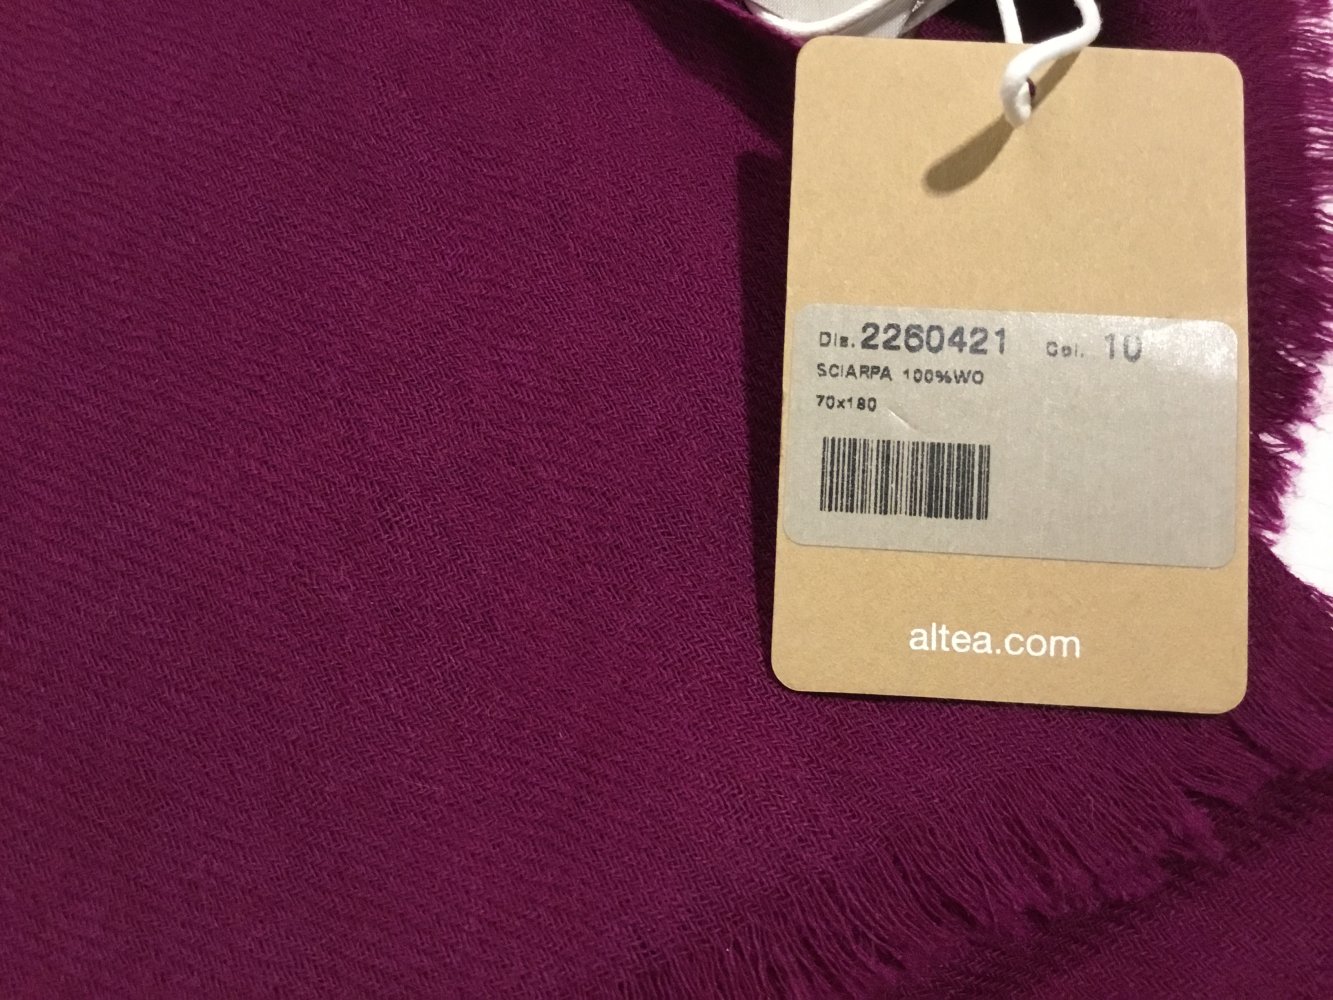 Dis. 2260421 Col. 10
SCIARPA 100%WO
70x180
altea.com